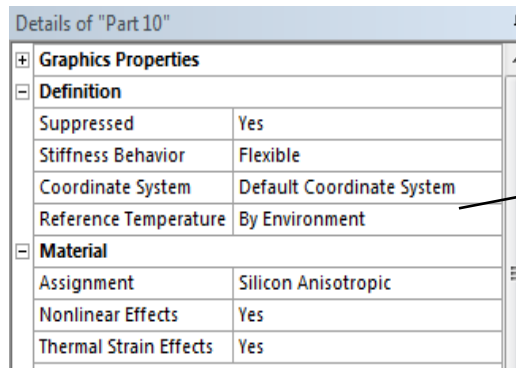 Details of "Part 10"
Graphics Properties
Definition
Suppressed Yes
Stiffness Behavior Flexible
Coordinate System Default Coordinate System
Reference Temperature By Environment
Material
Assignment Silicon Anisotropic
Nonlinear Effects Yes
Thermal Strain Effects Yes